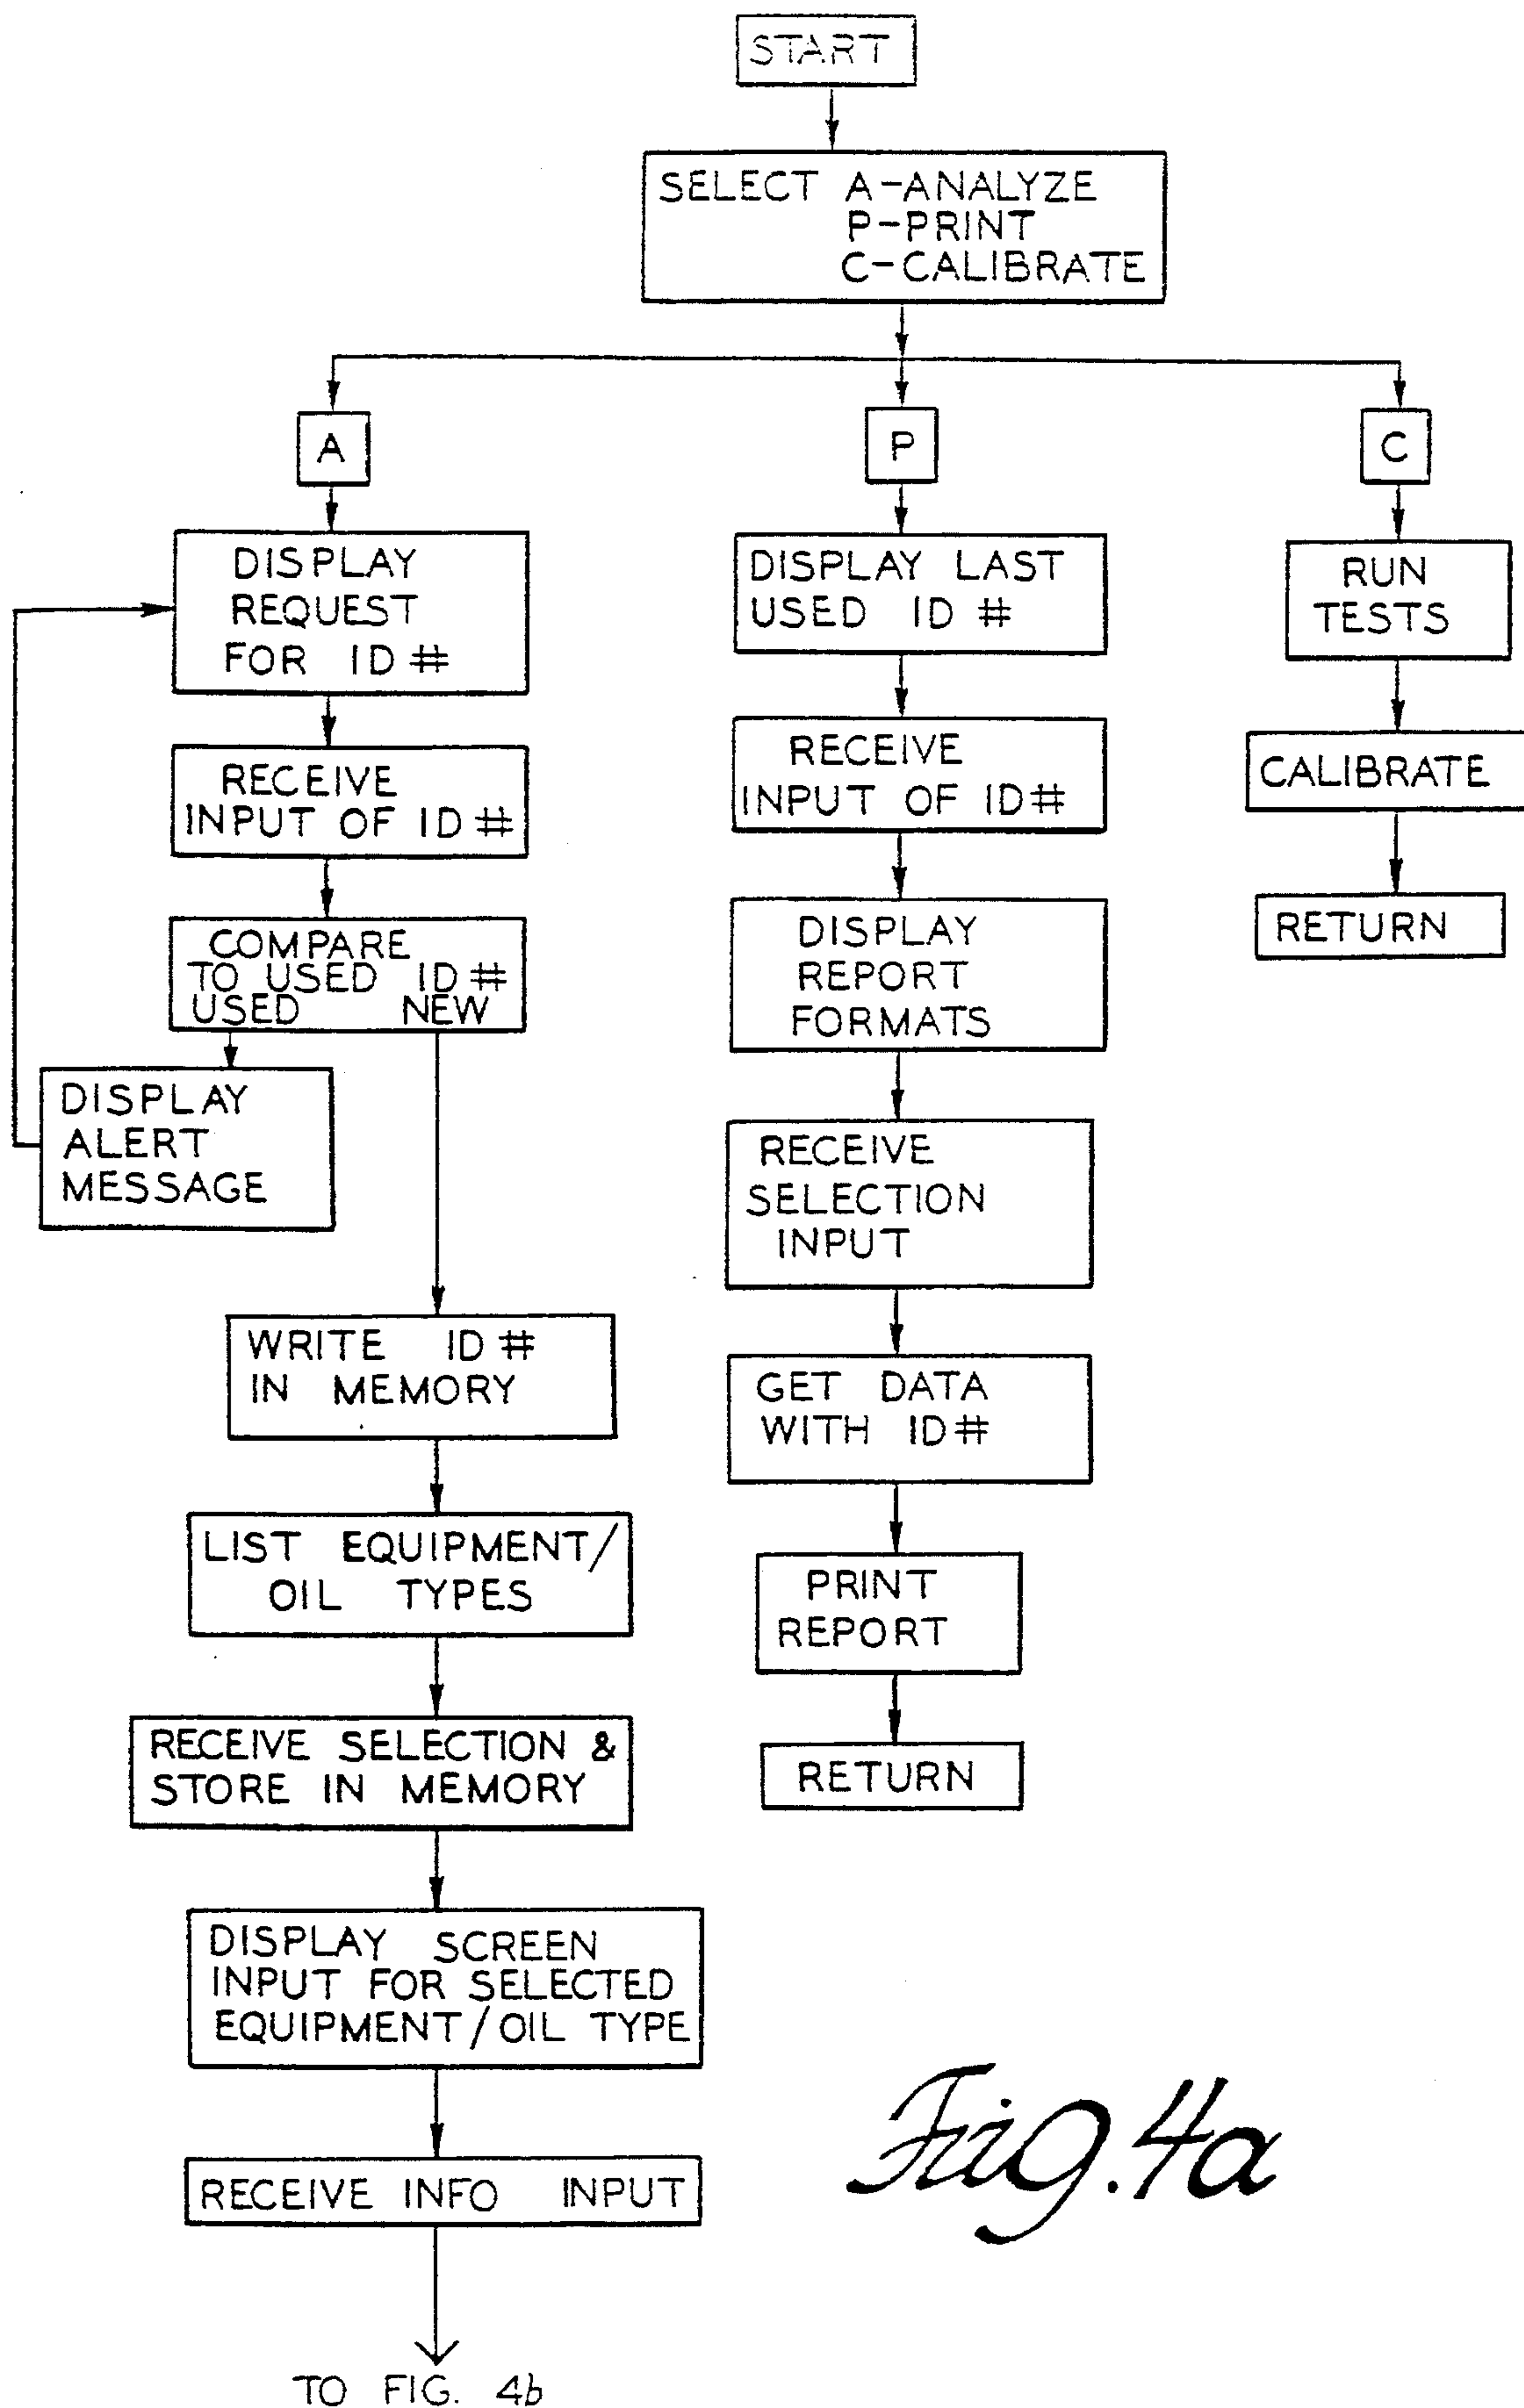 START
SELECT A-ANALYZE
P-PRINT
C-CALIBRATE
A
DISPLAY
REQUEST
FOR ID #
RECEIVE
INPUT OF ID #
COMPARE
TO USED ID #
USED NEW
DISPLAY
ALERT
MESSAGE
WRITE ID #
IN MEMORY
LIST EQUIPMENT/
OIL TYPES
RECEIVE SELECTION &
STORE IN MEMORY
DISPLAY SCREEN
INPUT FOR SELECTED
EQUIPMENT/OIL TYPE
RECEIVE INFO INPUT
TO FIG. 4b
P
DISPLAY LAST
USED ID #
RECEIVE
INPUT OF ID #
DISPLAY
REPORT
FORMATS
RECEIVE
SELECTION
INPUT
GET DATA
WITH ID #
PRINT
REPORT
RETURN
C
RUN
TESTS
CALIBRATE
RETURN
Fig. 4a